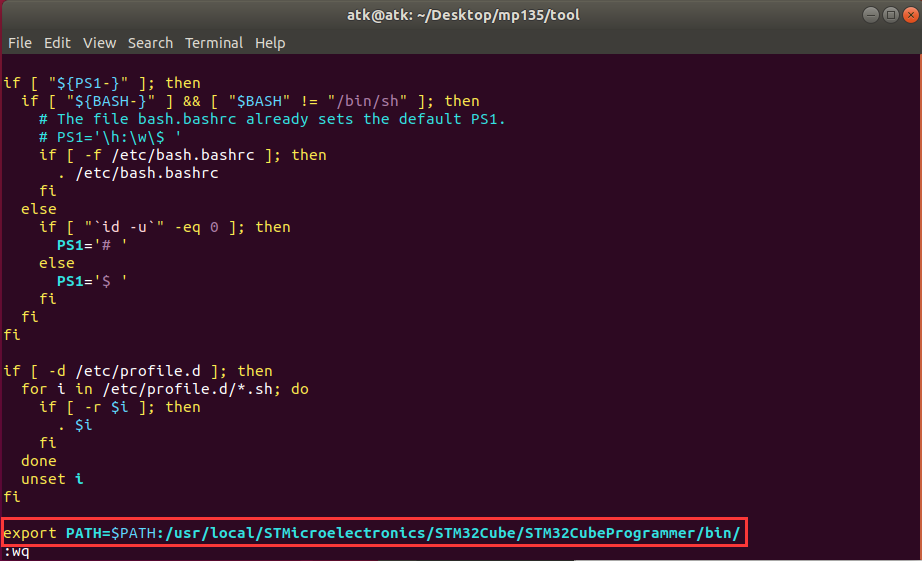 atk@atk: ~/Desktop/mp135/tool
File Edit View Search Terminal Help
if [ "${PS1-}" ]; then
  if [ "${BASH-}" ] && [ "$BASH" != "/bin/sh" ]; then
    # The file bash.bashrc already sets the default PS1.
    # PS1='\h:\w\$ '
    if [ -f /etc/bash.bashrc ]; then
      . /etc/bash.bashrc
    fi
  else
    if [ "`id -u`" -eq 0 ]; then
      PS1='# '
    else
      PS1='$ '
    fi
  fi
fi
if [ -d /etc/profile.d ]; then
  for i in /etc/profile.d/*.sh; do
    if [ -r $i ]; then
      . $i
    fi
  done
  unset i
fi
export PATH=$PATH:/usr/local/STMicroelectronics/STM32Cube/STM32CubeProgrammer/bin/
:wq